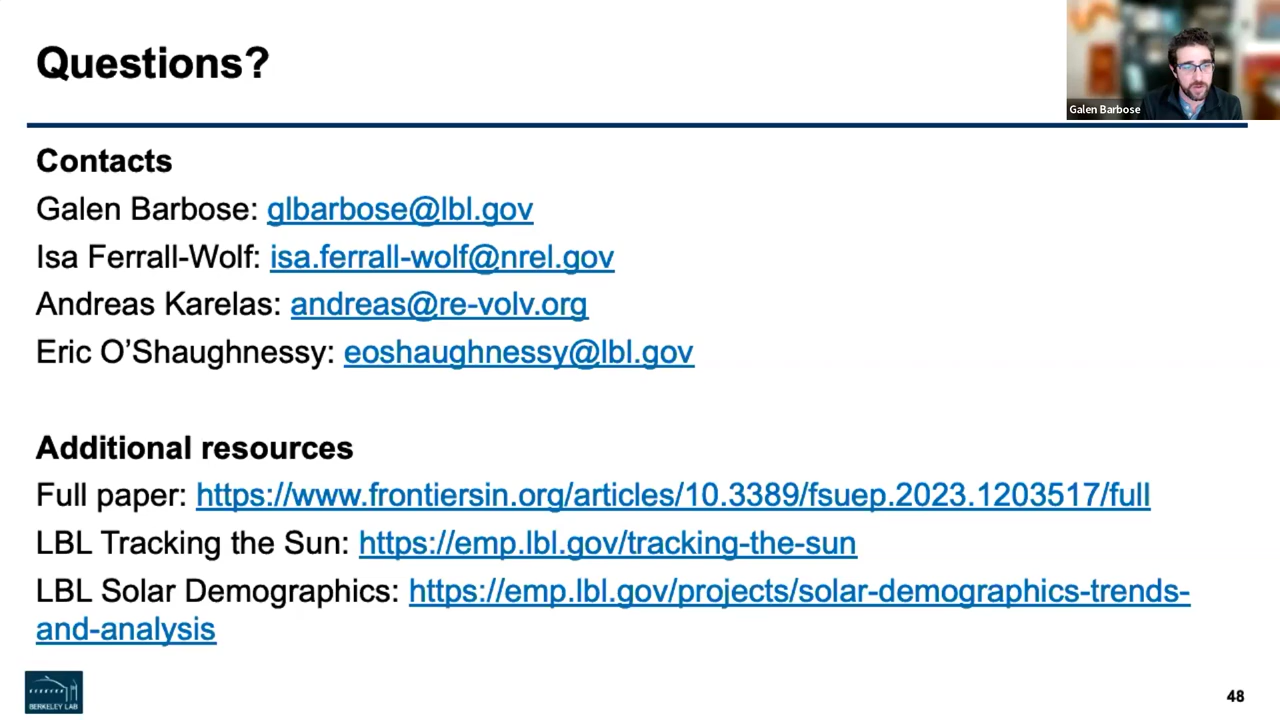 Questions?
Galen Barbose
Contacts
Galen Barbose: glbarbose@lbl.gov
Isa Ferrall-Wolf: isa.ferrall-wolf@nrel.gov
Andreas Karelas: andreas@re-volv.org
Eric O’Shaughnessy: eoshaughnessy@lbl.gov
Additional resources
Full paper: https://www.frontiersin.org/articles/10.3389/fsuep.2023.1203517/full
LBL Tracking the Sun: https://emp.lbl.gov/tracking-the-sun
LBL Solar Demographics: https://emp.lbl.gov/projects/solar-demographics-trends-
and-analysis
BERKELEY LAB
48